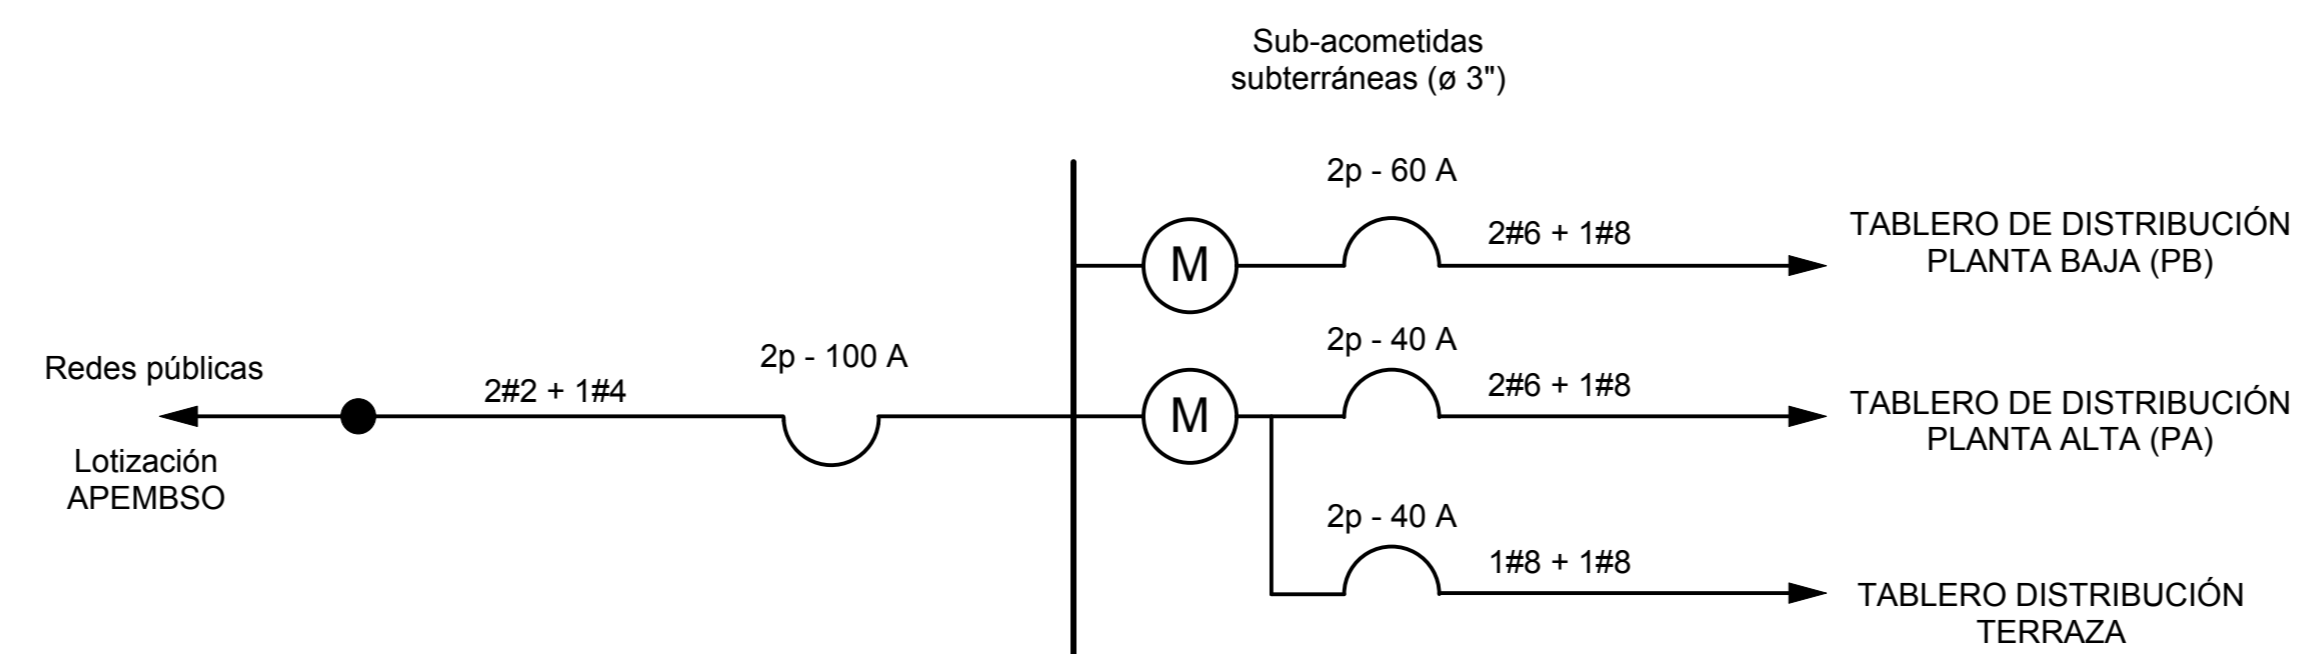 Sub-acometidas
subterráneas (ø 3")
2p - 60 A
2#6 + 1#8
TABLERO DE DISTRIBUCIÓN
PLANTA BAJA (PB)
M
2p - 40 A
2#6 + 1#8
TABLERO DE DISTRIBUCIÓN
PLANTA ALTA (PA)
M
Redes públicas
2#2 + 1#4
2p - 100 A
Lotización
APEMBSO
2p - 40 A
1#8 + 1#8
TABLERO DISTRIBUCIÓN
TERRAZA